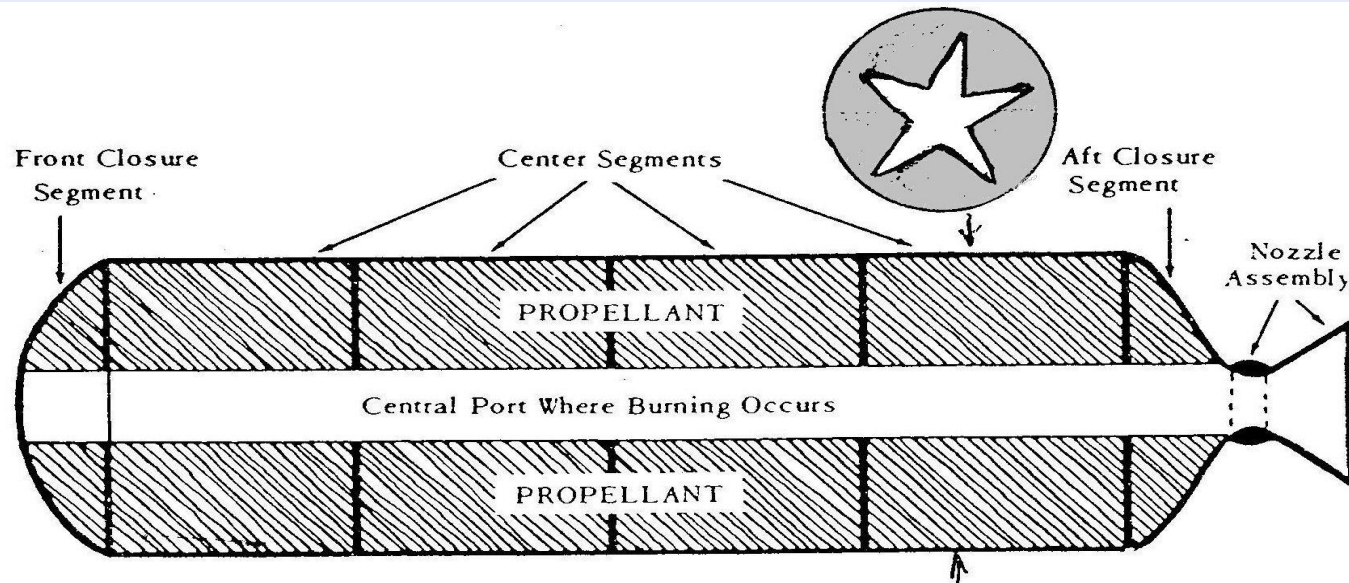 Front Closure
Segment
Center Segments
Aft Closure
Segment
Nozzle
Assembly
PROPELLANT
Central Port Where Burning Occurs
PROPELLANT